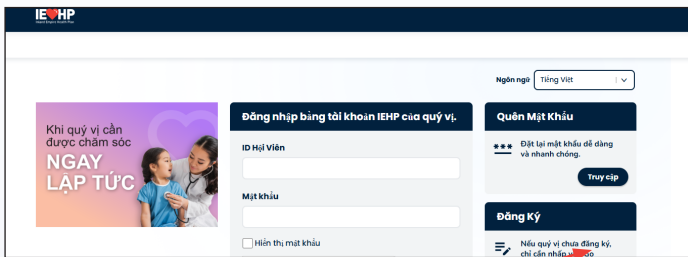 IEHP
Inland Empire Health Plan
Ngôn ngữ
Tiếng Việt
Khi quý vị cần
được chăm sóc
NGAY
LẬP TỨC
Đăng nhập bằng tài khoản IEHP của quý vị.
ID Hội Viên
Mật khẩu
Hiển thị mật khẩu
Quên Mật Khẩu
Đặt lại mật khẩu dễ dàng
và nhanh chóng.
Truy cập
Đăng Ký
Nếu quý vị chưa đăng ký,
chỉ cần nhấp